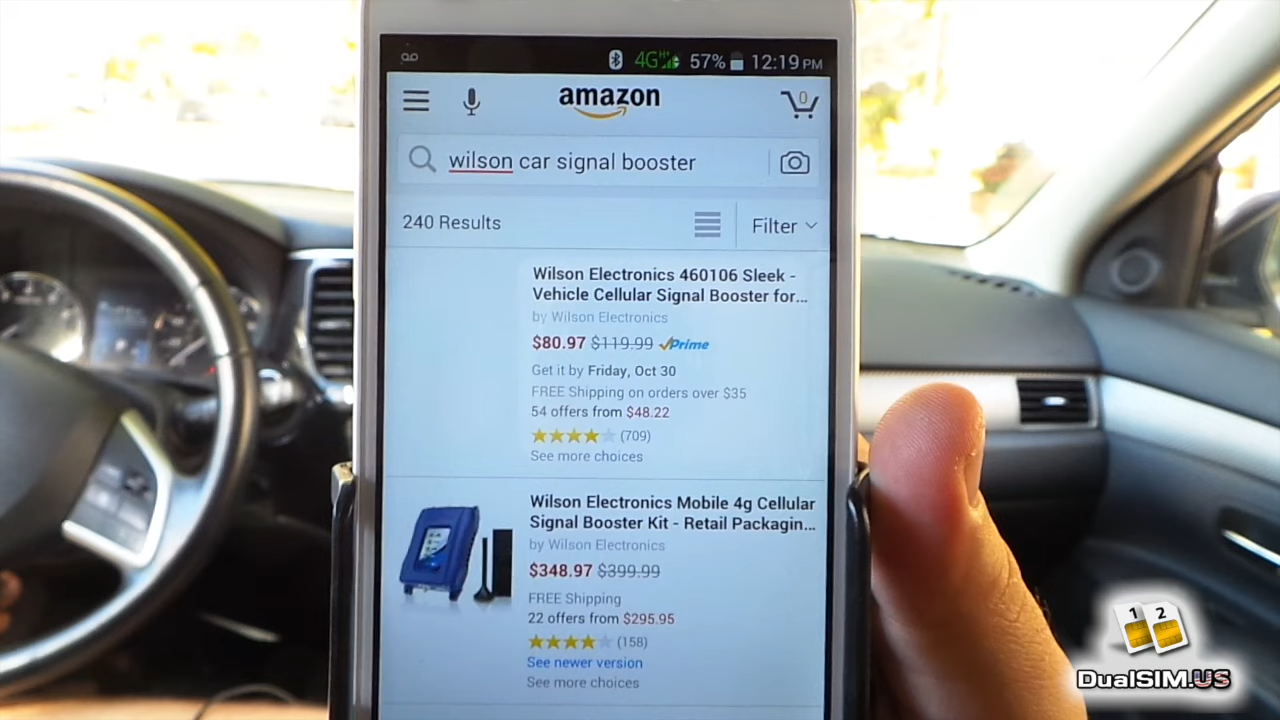 4G H+ 57% 12:19 PM
amazon
0
wilson car signal booster
240 Results
Filter
Wilson Electronics 460106 Sleek -
Vehicle Cellular Signal Booster for...
by Wilson Electronics
$80.97 $119.99 Prime
Get it by Friday, Oct 30
FREE Shipping on orders over $35
54 offers from $48.22
(709)
See more choices
Wilson Electronics Mobile 4g Cellular
Signal Booster Kit - Retail Packagin...
by Wilson Electronics
$348.97 $399.99
FREE Shipping
22 offers from $295.95
(158)
See newer version
See more choices
1 2
DualSIM.US